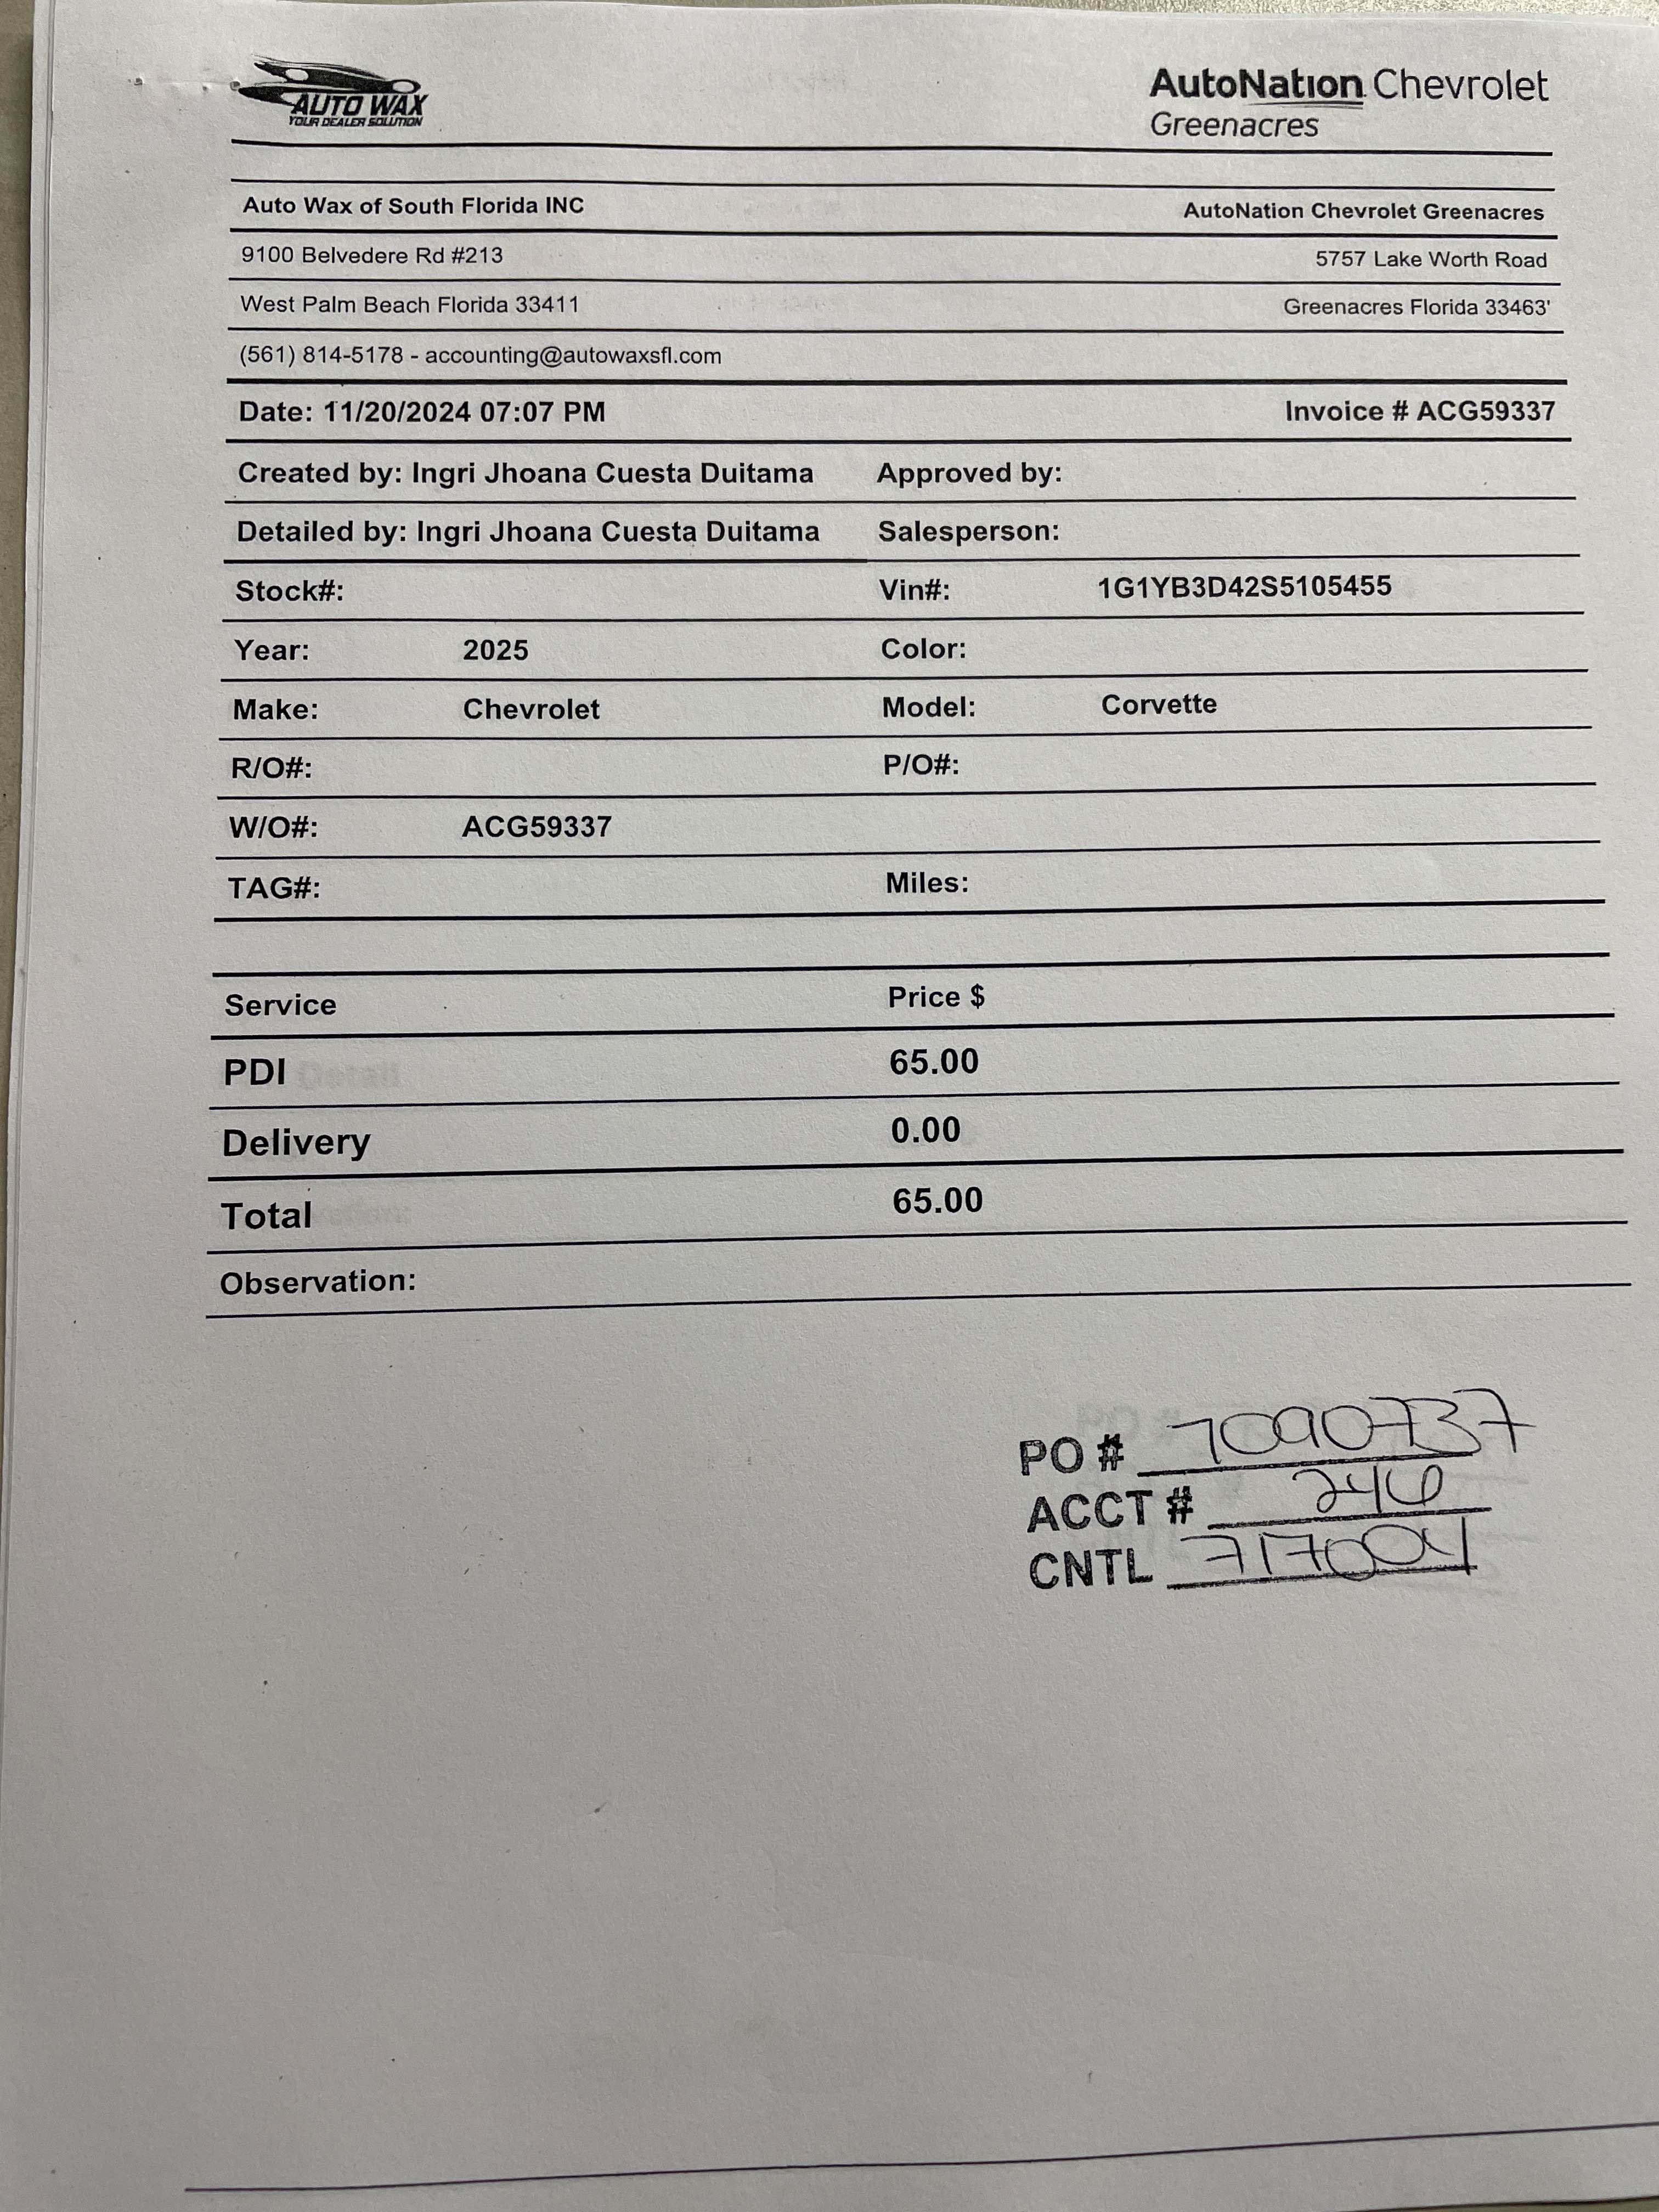 AUTO WAX
YOUR DEALER SOLUTION
AutoNation Chevrolet
Greenacres
Auto Wax of South Florida INC AutoNation Chevrolet Greenacres
9100 Belvedere Rd #213 5757 Lake Worth Road
West Palm Beach Florida 33411 Greenacres Florida 33463'
(561) 814-5178 - accounting@autowaxsfl.com
Date: 11/20/2024 07:07 PM Invoice # ACG59337
Created by: Ingri Jhoana Cuesta Duitama Approved by:
Detailed by: Ingri Jhoana Cuesta Duitama Salesperson:
Stock#: Vin#: 1G1YB3D42S5105455
Year: 2025 Color:
Make: Chevrolet Model: Corvette
R/O#: P/O#:
W/O#: ACG59337
TAG#: Miles:
Service Price $
PDI 65.00
Delivery 0.00
Total 65.00
Observation:
PO # 7090737
ACCT # 246
CNTL 717004